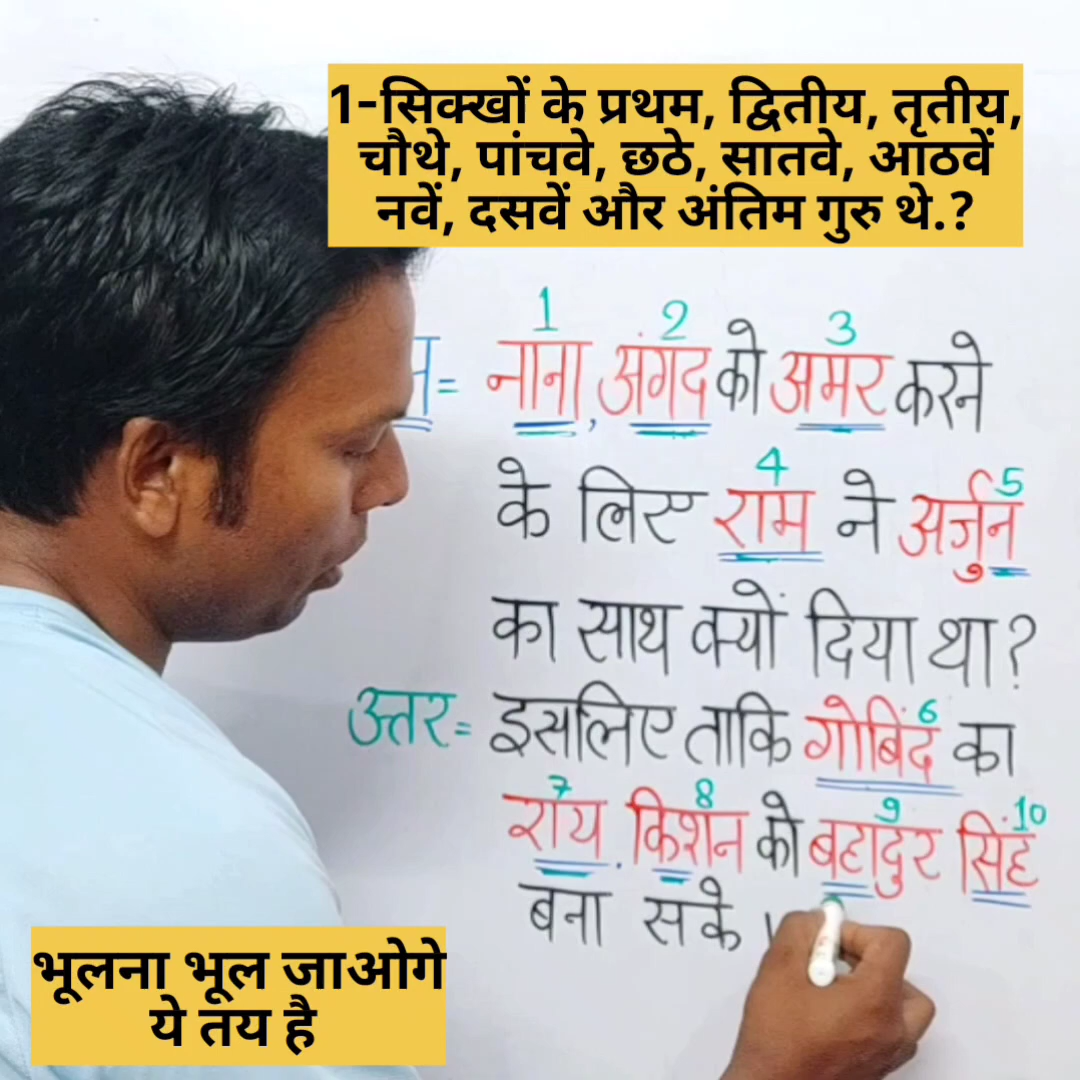 1-सिक्खों के प्रथम, द्वितीय, तृतीय,
चौथे, पांचवे, छठे, सातवे, आठवें
नवें, दसवें और अंतिम गुरु थे.?
1 2 3
= नाना, अंगद को अमर करने
4 5
के लिए राम ने अर्जुन
का साथ क्यों दिया था?
6
उत्तर= इसलिए ताकि गोबिंद का
7 8 9 10
राय. किशन को बहादुर सिंह
बना सके।
भूलना भूल जाओगे
ये तय है